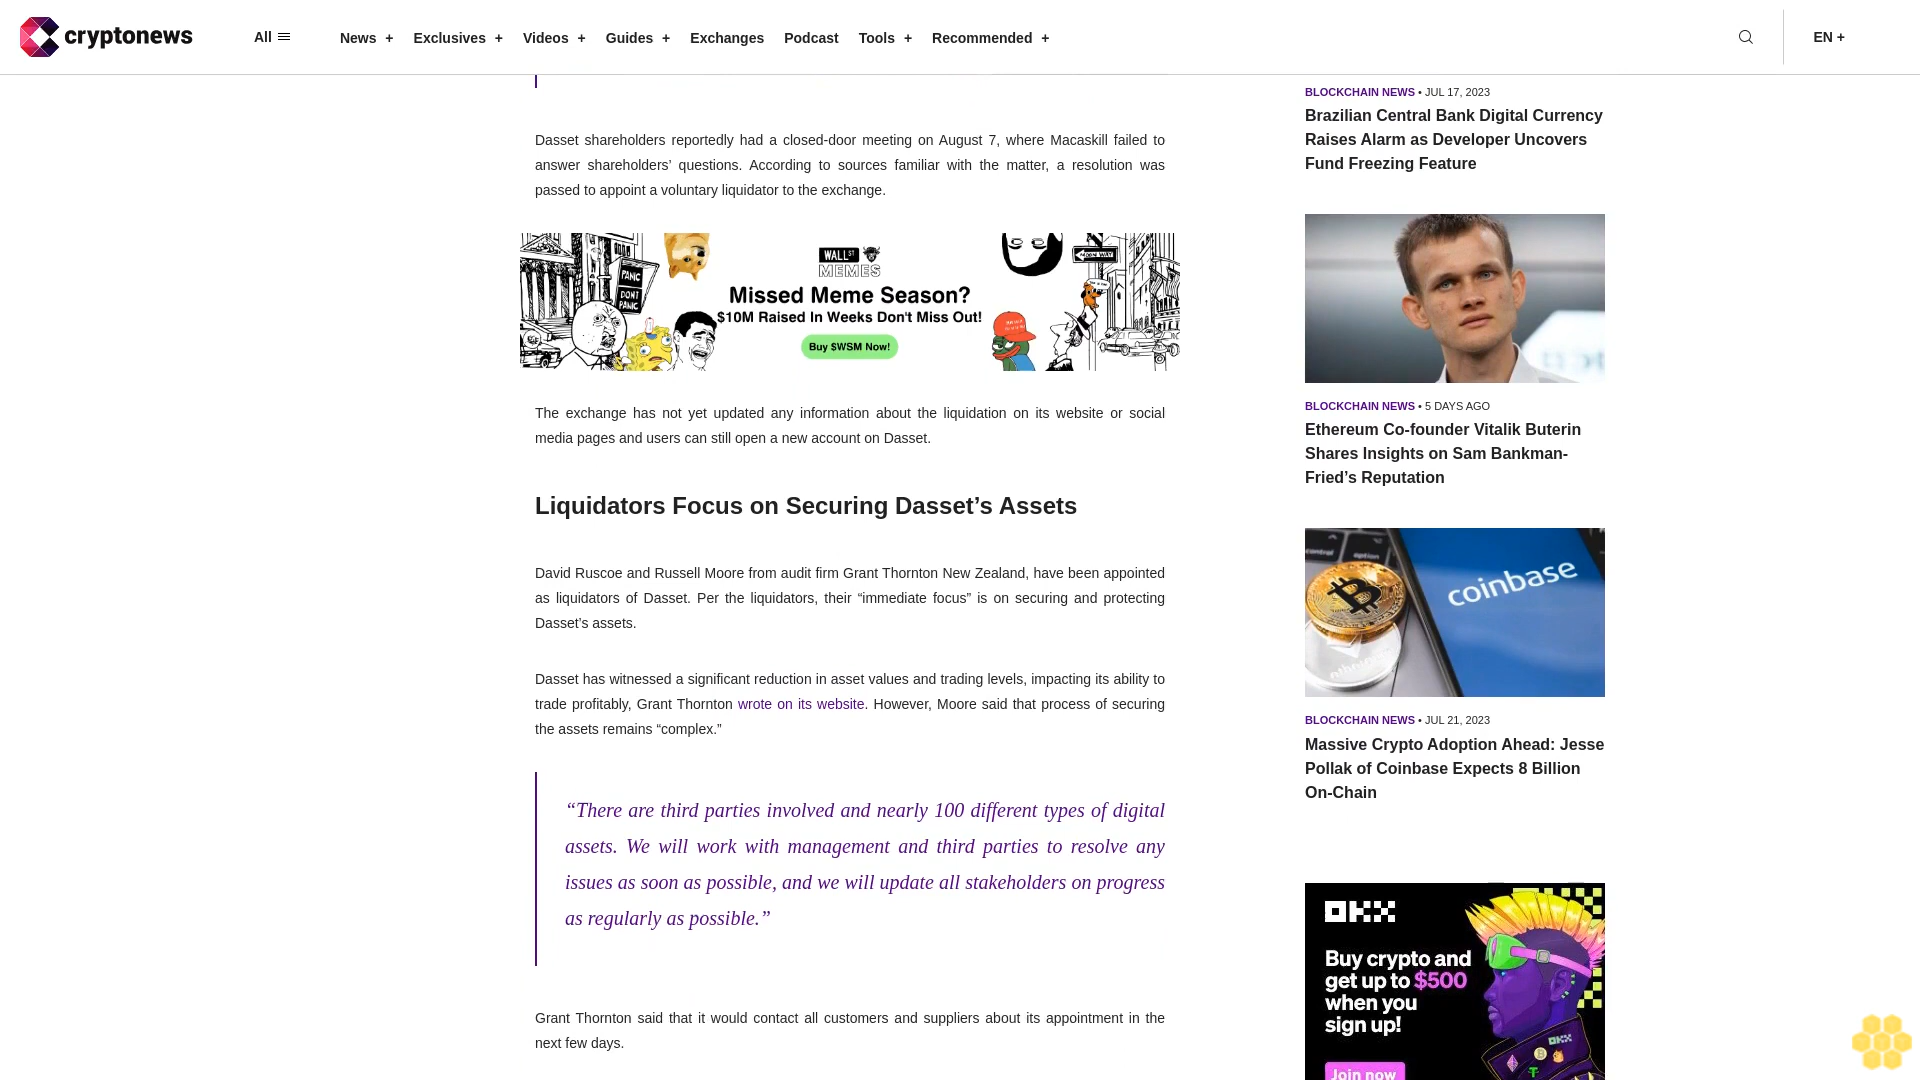 cryptonews
All
News +
Exclusives +
Videos +
Guides +
Exchanges
Podcast
Tools +
Recommended +
EN +
Dasset shareholders reportedly had a closed-door meeting on August 7, where Macaskill failed to
answer shareholders’ questions. According to sources familiar with the matter, a resolution was
passed to appoint a voluntary liquidator to the exchange.
PANIC
DON'T
PANIC
WALL ST
MEMES
Missed Meme Season?
$10M Raised In Weeks Don't Miss Out!
Buy $WSM Now!
The exchange has not yet updated any information about the liquidation on its website or social
media pages and users can still open a new account on Dasset.
Liquidators Focus on Securing Dasset’s Assets
David Ruscoe and Russell Moore from audit firm Grant Thornton New Zealand, have been appointed
as liquidators of Dasset. Per the liquidators, their “immediate focus” is on securing and protecting
Dasset’s assets.
Dasset has witnessed a significant reduction in asset values and trading levels, impacting its ability to
trade profitably, Grant Thornton wrote on its website. However, Moore said that process of securing
the assets remains “complex.”
“There are third parties involved and nearly 100 different types of digital
assets. We will work with management and third parties to resolve any
issues as soon as possible, and we will update all stakeholders on progress
as regularly as possible.”
Grant Thornton said that it would contact all customers and suppliers about its appointment in the
next few days.
BLOCKCHAIN NEWS • JUL 17, 2023
Brazilian Central Bank Digital Currency
Raises Alarm as Developer Uncovers
Fund Freezing Feature
BLOCKCHAIN NEWS • 5 DAYS AGO
Ethereum Co-founder Vitalik Buterin
Shares Insights on Sam Bankman-
Fried’s Reputation
control
option
coinbase
BLOCKCHAIN NEWS • JUL 21, 2023
Massive Crypto Adoption Ahead: Jesse
Pollak of Coinbase Expects 8 Billion
On-Chain
OKX
Buy crypto and
get up to $500
when you
sign up!
Join now